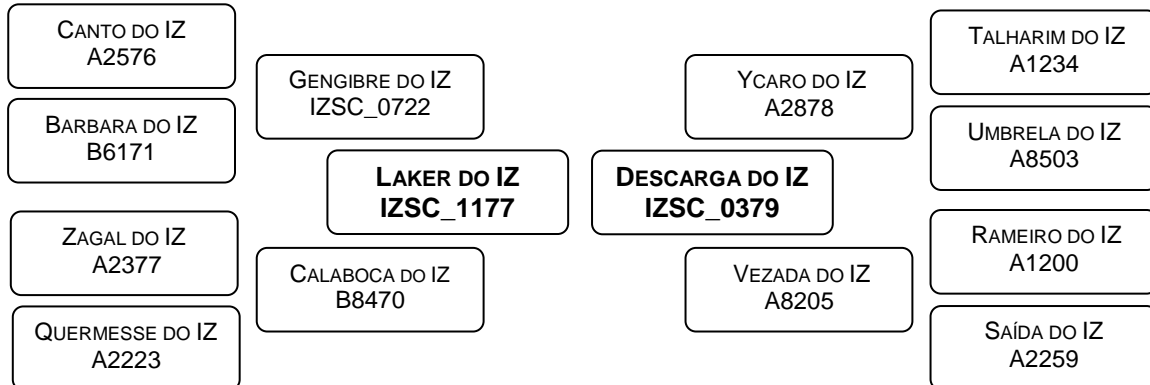 CANTO DO IZ
A2576
BARBARA DO IZ
B6171
ZAGAL DO IZ
A2377
QUERMESSE DO IZ
A2223
GENGIBRE DO IZ
IZSC_0722
CALABOCA DO IZ
B8470
LAKER DO IZ
IZSC_1177
DESCARGA DO IZ
IZSC_0379
YCARO DO IZ
A2878
VEZADA DO IZ
A8205
TALHARIM DO IZ
A1234
UMBRELA DO IZ
A8503
RAMEIRO DO IZ
A1200
SAÍDA DO IZ
A2259